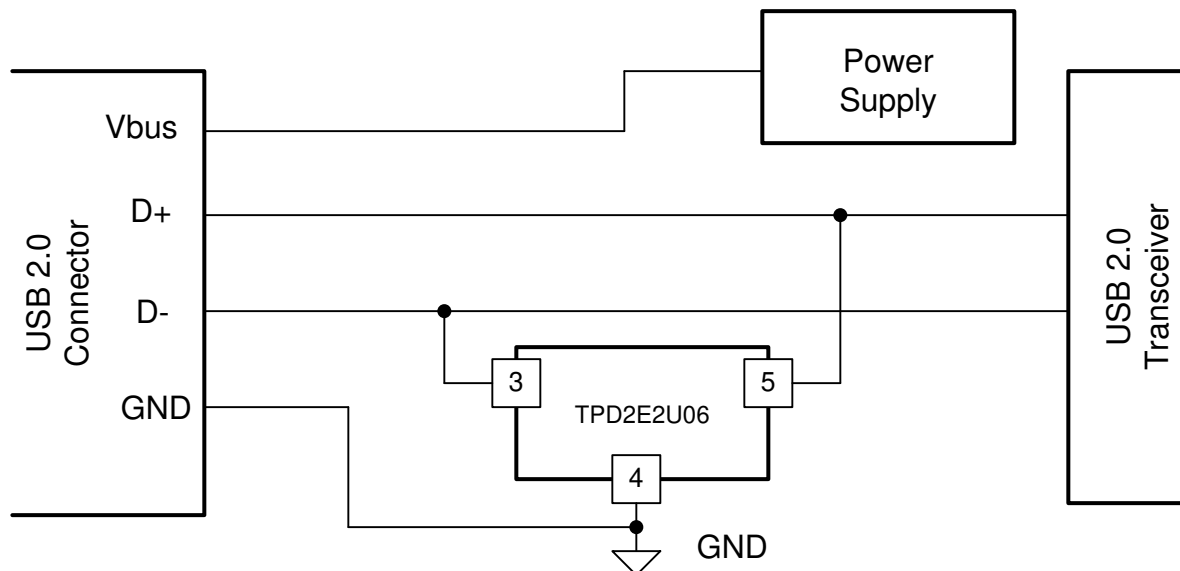 Power
Supply
Vbus
D+
D-
GND
USB 2.0
Connector
USB 2.0
Transceiver
3
5
TPD2E2U06
4
GND